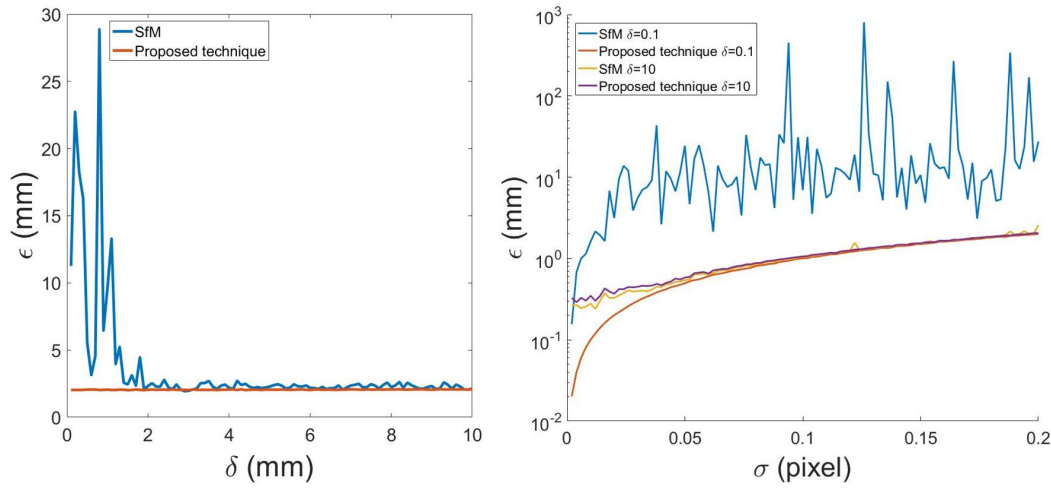 SfM
Proposed technique
30
25
20
15
10
5
0
ϵ (mm)
0 2 4 6 8 10
δ (mm)
SfM δ=0.1
Proposed technique δ=0.1
SfM δ=10
Proposed technique δ=10
10³
10²
10¹
10⁰
10⁻¹
10⁻²
ϵ (mm)
0 0.05 0.1 0.15 0.2
σ (pixel)